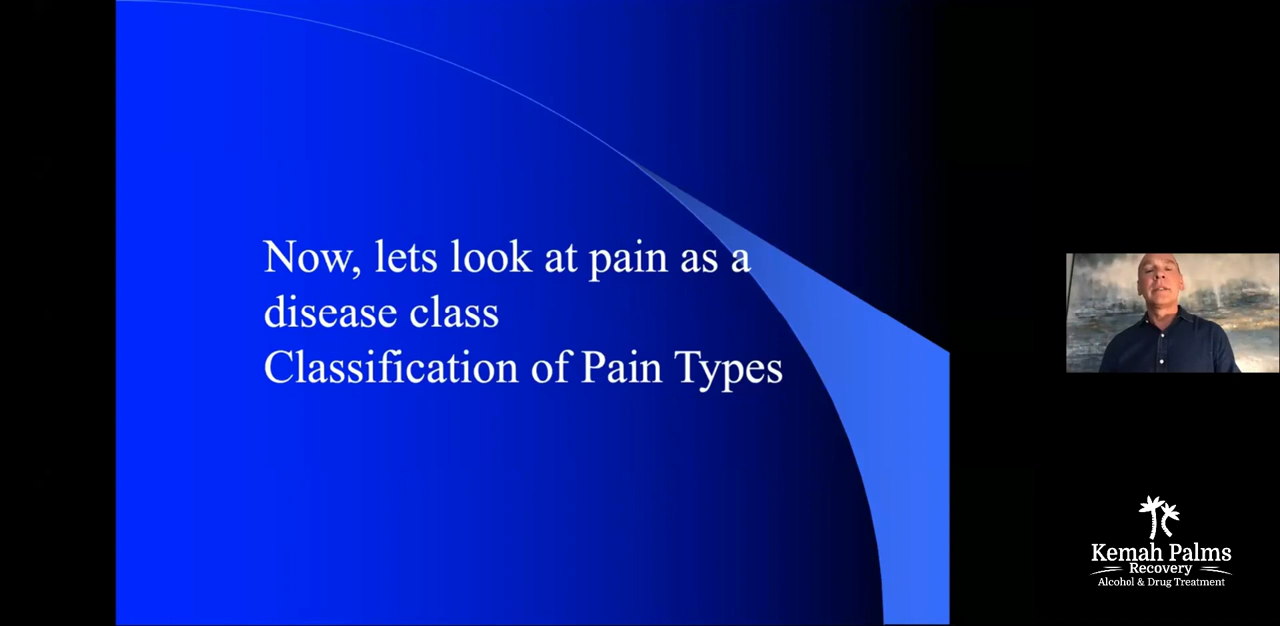 Now, lets look at pain as a
disease class
Classification of Pain Types
Kemah Palms
Recovery
Alcohol & Drug Treatment